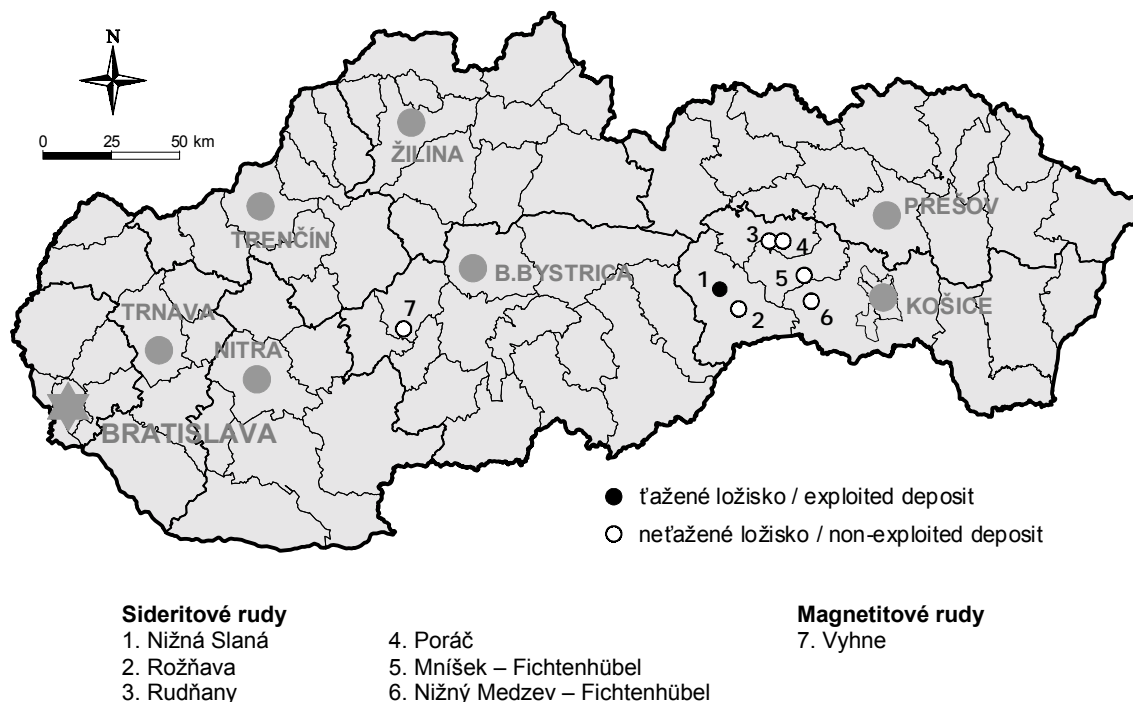 N
0 25 50 km
ŽILINA
PREŠOV
TRENČÍN
3 4
B.BYSTRICA
5
1
KOŠICE
6
7
2
TRNAVA
NITRA
BRATISLAVA
ťažené ložisko / exploited deposit
neťažené ložisko / non-exploited deposit
Sideritové rudy
1. Nižná Slaná
2. Rožňava
3. Rudňany
4. Poráč
5. Mníšek – Fichtenhübel
6. Nižný Medzev – Fichtenhübel
Magnetitové rudy
7. Vyhne